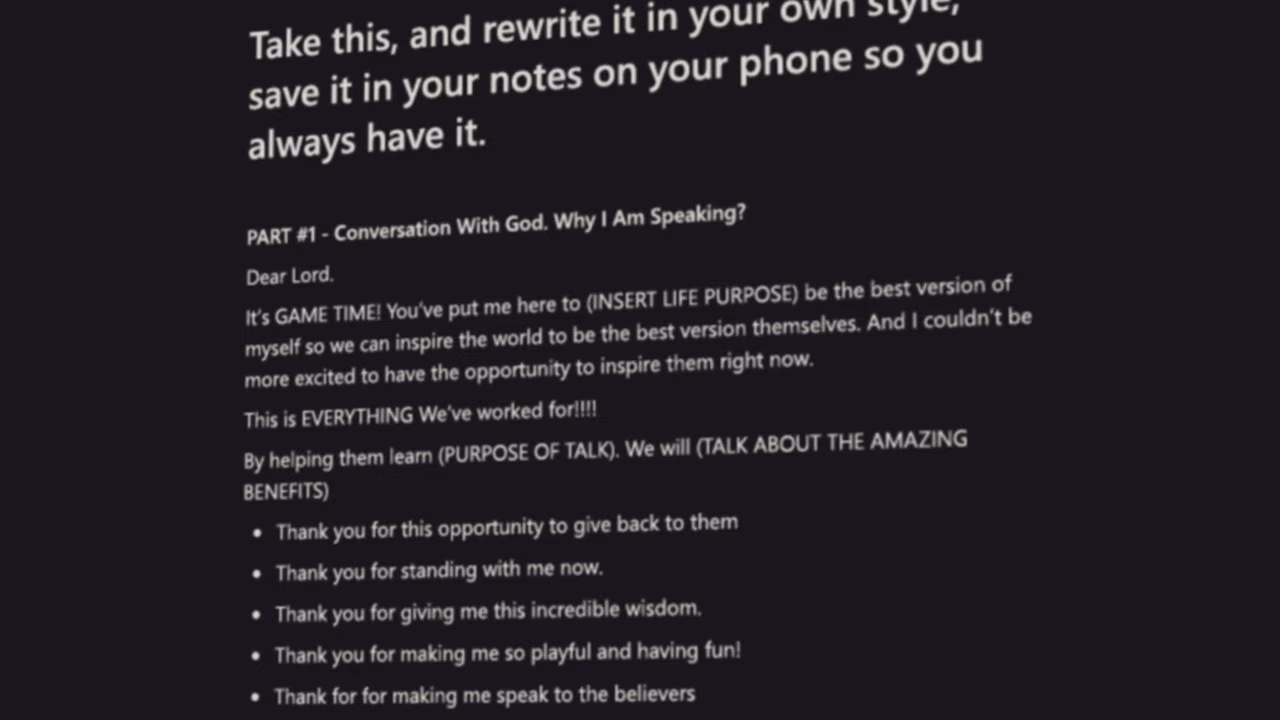 Take this, and rewrite it in your own style,
save it in your notes on your phone so you
always have it.
PART #1 - Conversation With God. Why I Am Speaking?
Dear Lord.
It's GAME TIME! You've put me here to (INSERT LIFE PURPOSE) be the best version of
myself so we can inspire the world to be the best version themselves. And I couldn't be
more excited to have the opportunity to inspire them right now.
This is EVERYTHING We've worked for!!!!
By helping them learn (PURPOSE OF TALK). We will (TALK ABOUT THE AMAZING
BENEFITS)
• Thank you for this opportunity to give back to them
• Thank you for standing with me now.
• Thank you for giving me this incredible wisdom.
• Thank you for making me so playful and having fun!
• Thank for for making me speak to the believers